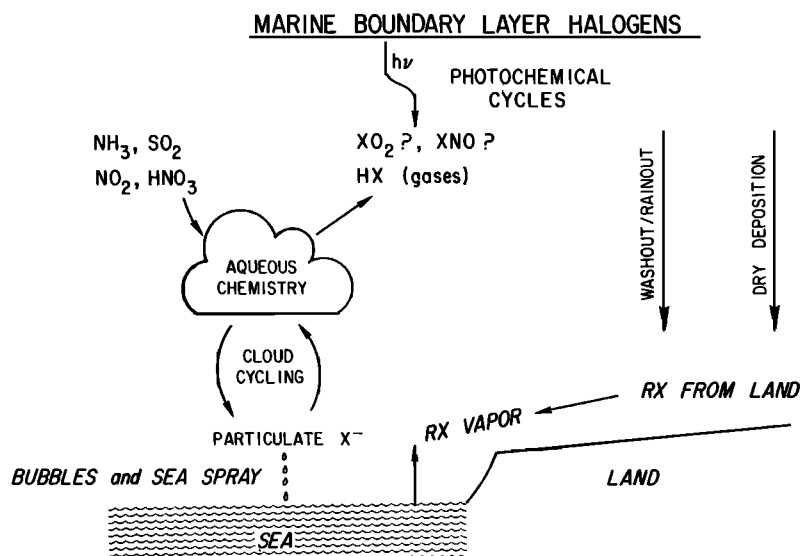 MARINE BOUNDARY LAYER HALOGENS
hν
PHOTOCHEMICAL
CYCLES
NH₃, SO₂
NO₂, HNO₃
XO₂?, XNO?
HX (gases)
AQUEOUS
CHEMISTRY
WASHOUT/RAINOUT
DRY DEPOSITION
CLOUD
CYCLING
RX FROM LAND
RX VAPOR
PARTICULATE X⁻
BUBBLES and SEA SPRAY
LAND
SEA